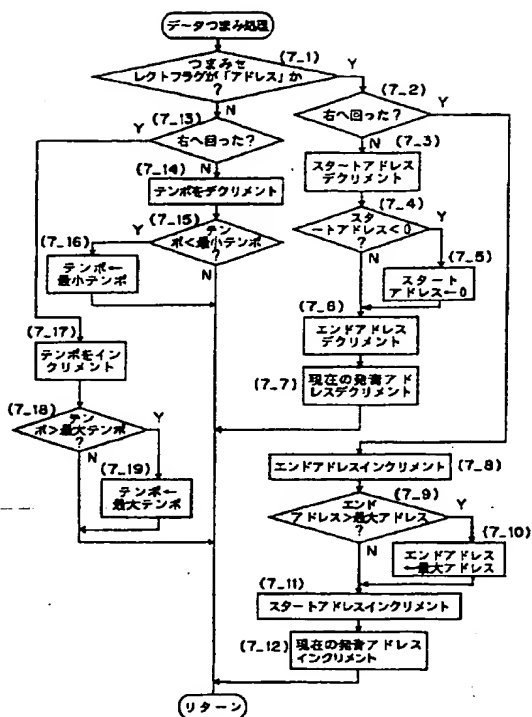 データつまみ処理
(7_1)
つまみセ
レクトフラグが「アドレス」か
?
Y
N
(7_2)
右へ回った?
Y
N
(7_13)
右へ回った?
Y
N
(7_3)
スタートアドレス
デクリメント
(7_14)
テンポをデクリメント
(7_4)
スタ
ートアドレス<0
?
Y
N
(7_15)
テン
ポ<最小テンポ
?
Y
N
(7_16)
テンポ←
最小テンポ
(7_5)
スタート
アドレス←0
(7_6)
エンドアドレス
デクリメント
(7_17)
テンポをイン
クリメント
(7_7)
現在の発音アド
レスデクリメント
(7_18)
テン
ポ>最大テンポ
?
Y
N
(7_19)
テンポ←
最大テンポ
エンドアドレスインクリメント
(7_8)
(7_9)
エンド
アドレス>最大アドレス
?
Y
N
(7_10)
エンドアドレス
←最大アドレス
(7_11)
スタートアドレスインクリメント
(7_12)
現在の発音アドレス
インクリメント
リターン